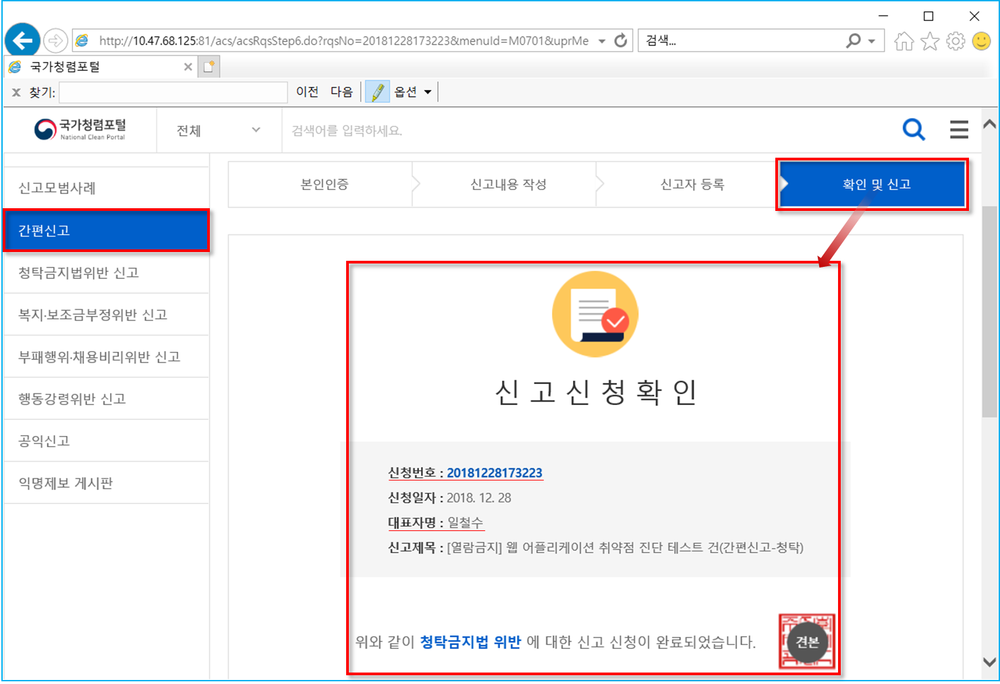 http://10.47.68.125:81/acs/acsRqsStep6.do?rqsNo=20181228173223&menuId=M0701&uprMe
검색...
국가청렴포털
x 찾기:
이전 다음 옵션
국가청렴포털
National Clean Portal
전체
검색어를 입력하세요.
신고모범사례
간편신고
청탁금지법위반 신고
복지·보조금부정위반 신고
부패행위·채용비리위반 신고
행동강령위반 신고
공익신고
익명제보 게시판
본인인증
신고내용 작성
신고자 등록
확인 및 신고
신고신청확인
신청번호 : 20181228173223
신청일자 : 2018. 12. 28
대표자명 : 일철수
신고제목 : [열람금지] 웹 어플리케이션 취약점 진단 테스트 건(간편신고-청탁)
위와 같이 청탁금지법 위반 에 대한 신고 신청이 완료되었습니다.
견본